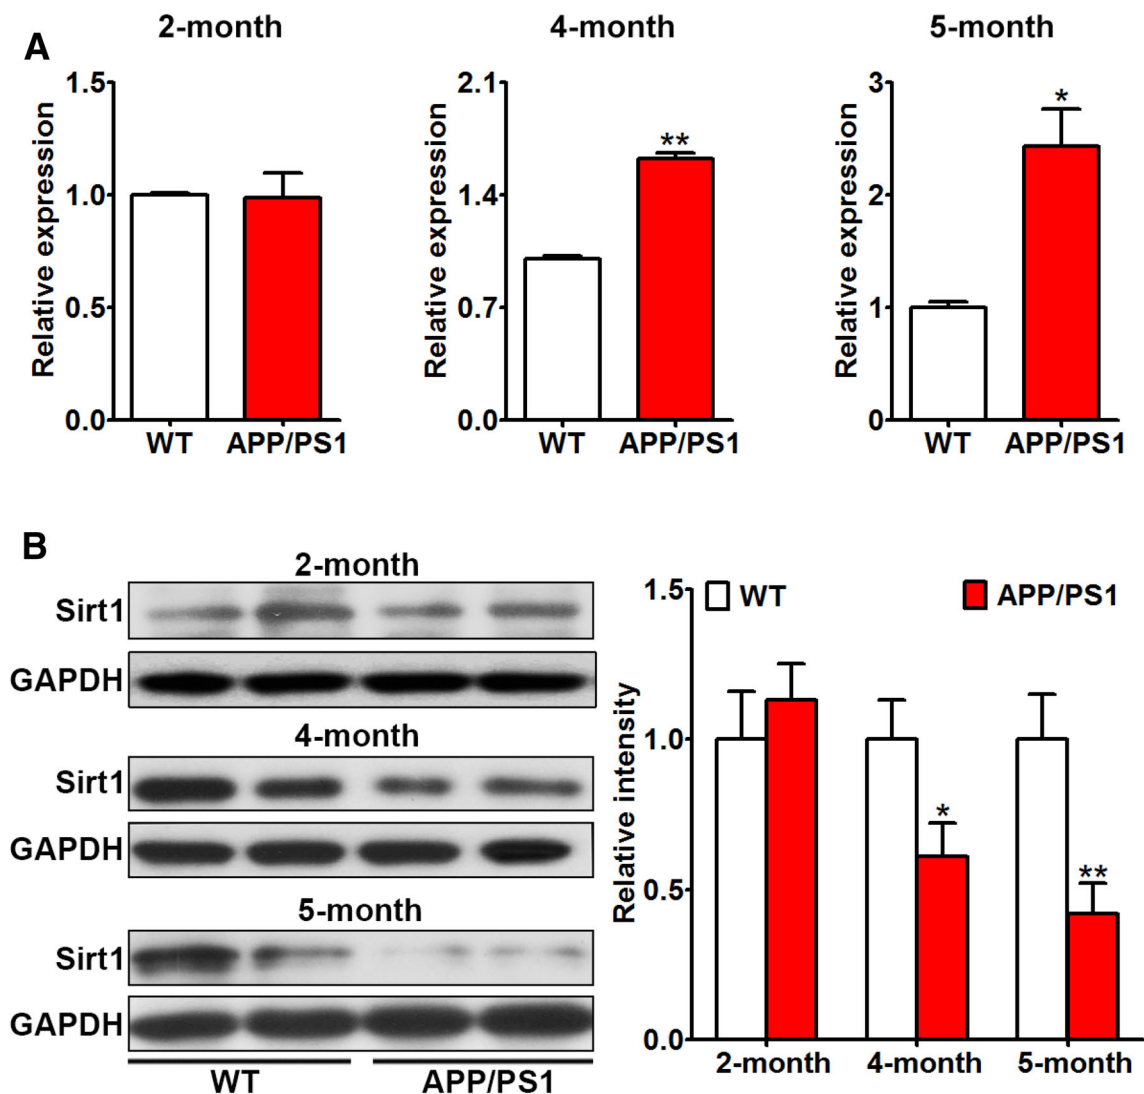 A
2-month
4-month
5-month
Relative expression
1.5
1.0
0.5
0.0
WT APP/PS1
Relative expression
2.1
1.4
0.7
0.0
**
WT APP/PS1
Relative expression
3
2
1
0
*
WT APP/PS1
B
2-month
Sirt1
GAPDH
4-month
Sirt1
GAPDH
5-month
Sirt1
GAPDH
WT APP/PS1
WT APP/PS1
Relative intensity
1.5
1.0
0.5
0.0
*
**
2-month 4-month 5-month